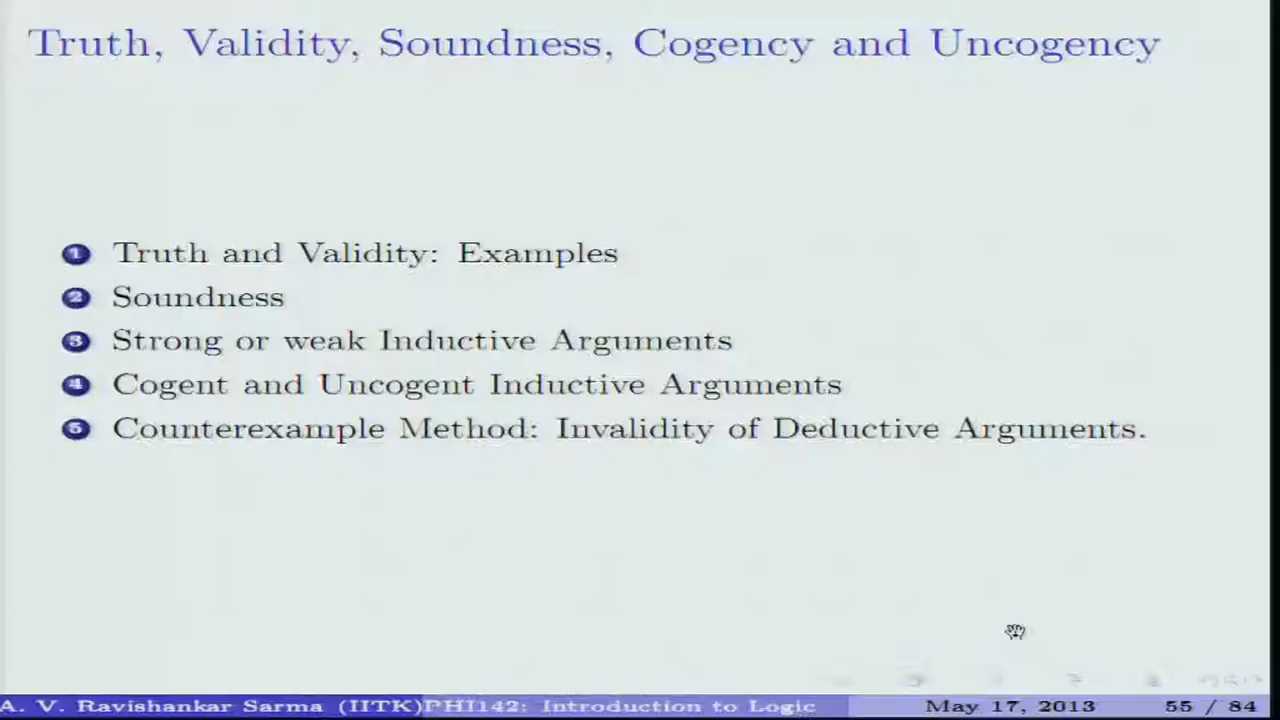 Truth, Validity, Soundness, Cogency and Uncogency
1 Truth and Validity: Examples
2 Soundness
3 Strong or weak Inductive Arguments
4 Cogent and Uncogent Inductive Arguments
5 Counterexample Method: Invalidity of Deductive Arguments.
A. V. Ravishankar Sarma (IITK) PHI142: Introduction to Logic May 17, 2013 55 / 84